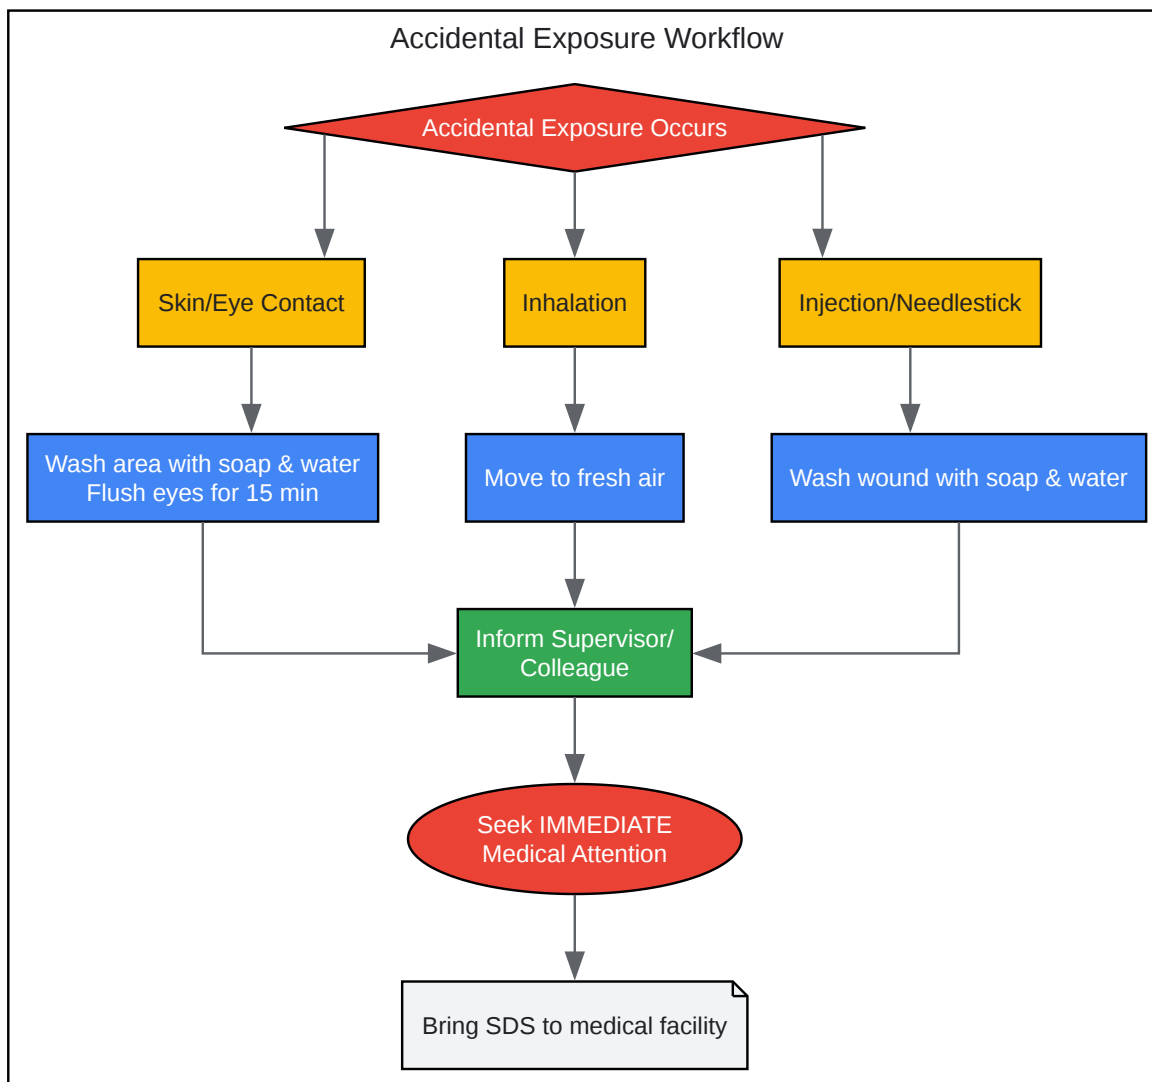 Accidental Exposure Workflow
Accidental Exposure Occurs
Skin/Eye Contact
Inhalation
Injection/Needlestick
Wash area with soap & water
Flush eyes for 15 min
Move to fresh air
Wash wound with soap & water
Inform Supervisor/
Colleague
Seek IMMEDIATE
Medical Attention
Bring SDS to medical facility